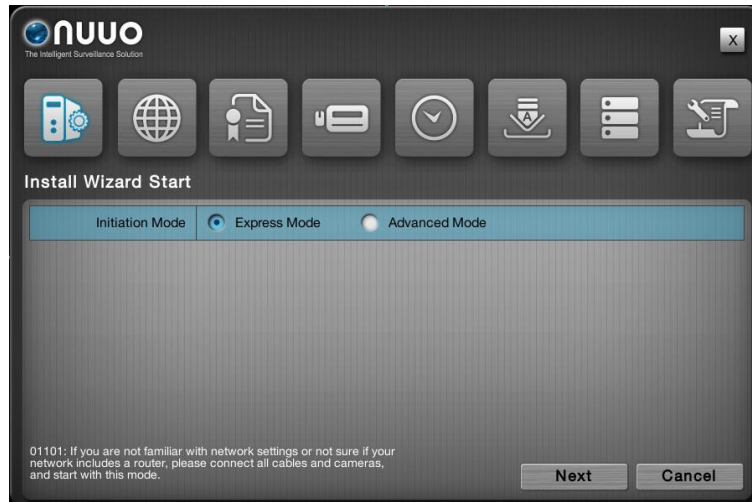 nuuo
The Intelligent Surveillance Solution
X
A
Install Wizard Start
Initiation Mode Express Mode Advanced Mode
01101: If you are not familiar with network settings or not sure if your
network includes a router, please connect all cables and cameras,
and start with this mode.
Next Cancel